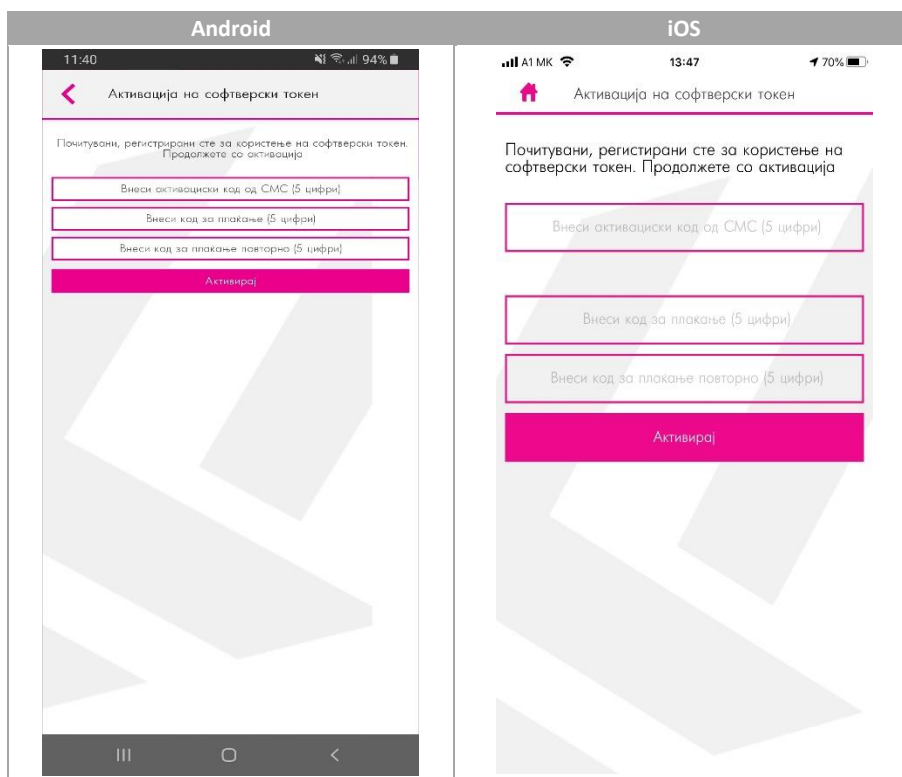 Android
11:40 94%
Активација на софтверски токен
Почитувани, регистрирани сте за користење на софтверски токен.
Продолжете со активација
Внеси активациски код од СМС (5 цифри)
Внеси код за плаќање (5 цифри)
Внеси код за плаќање повторно (5 цифри)
Активирај
iOS
A1 MK 13:47 70%
Активација на софтверски токен
Почитувани, регистирани сте за користење на
софтверски токен. Продолжете со активација
Внеси активациски код од СМС (5 цифри)
Внеси код за плаќање (5 цифри)
Внеси код за плаќање повторно (5 цифри)
Активирај